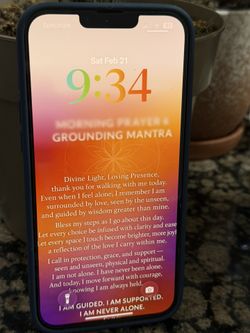 Sat Feb 21
9:34
MORNING PRAYER &
GROUNDING MANTRA
Divine Light, Loving Presence,
thank you for walking with me today.
Even when I feel alone, I remember I am
surrounded by love, seen by the unseen,
and guided by wisdom greater than mine.
Bless my steps as I go about this day.
Let every choice be infused with clarity and ease
Let every space I touch become brighter, more joy
a reflection of the love I carry within me.
I call in protection, grace, and support —
seen and unseen, physical and spiritual.
I am not alone. I have never been alone.
And today, I move forward with courage,
knowing I am always held.
I AM GUIDED. I AM SUPPORTED.
I AM NEVER ALONE.